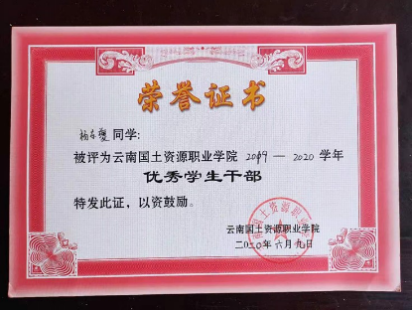 荣誉证书
同学:
被评为云南国土资源职业学院 2019 — 2020 学年
优秀学生干部
特发此证，以资鼓励。
云南国土资源职业学院
二〇二〇年六月九日